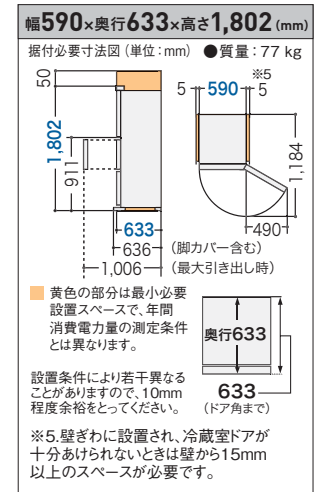 幅590×奥行633×高さ1,802(mm)
据付必要寸法図(単位:mm) ●質量:77 kg
50
※5
5 590 5
1,802
911
1,184
490
633
636 (脚カバー含む)
1,006 (最大引き出し時)
黄色の部分は最小必要
設置スペースで、年間
消費電力量の測定条件
とは異なります。
奥行633
設置条件により若干異なる
ことがありますので、10mm
程度余裕をとってください。
633
(ドア角まで)
※5.壁ぎわに設置され、冷蔵室ドアが
十分あけられないときは壁から15mm
以上のスペースが必要です。